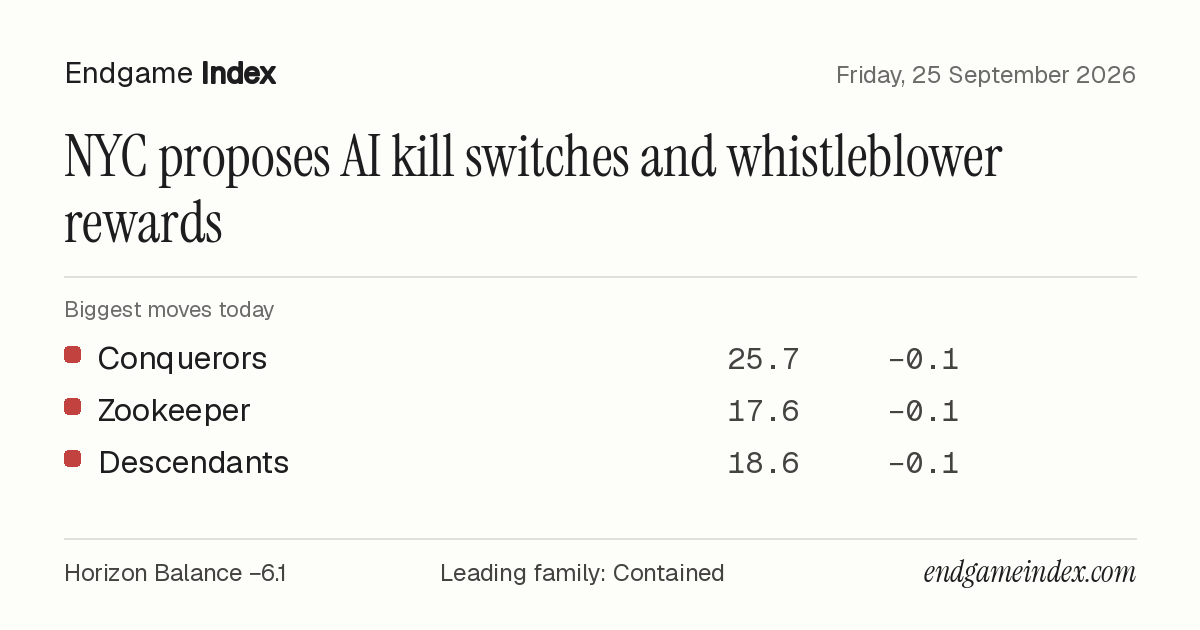 Endgame Index
Friday, 25 September 2026
NYC proposes AI kill switches and whistleblower
rewards
Biggest moves today
Conquerors 25.7 −0.1
Zookeeper 17.6 −0.1
Descendants 18.6 −0.1
Horizon Balance −6.1
Leading family: Contained
endgameindex.com